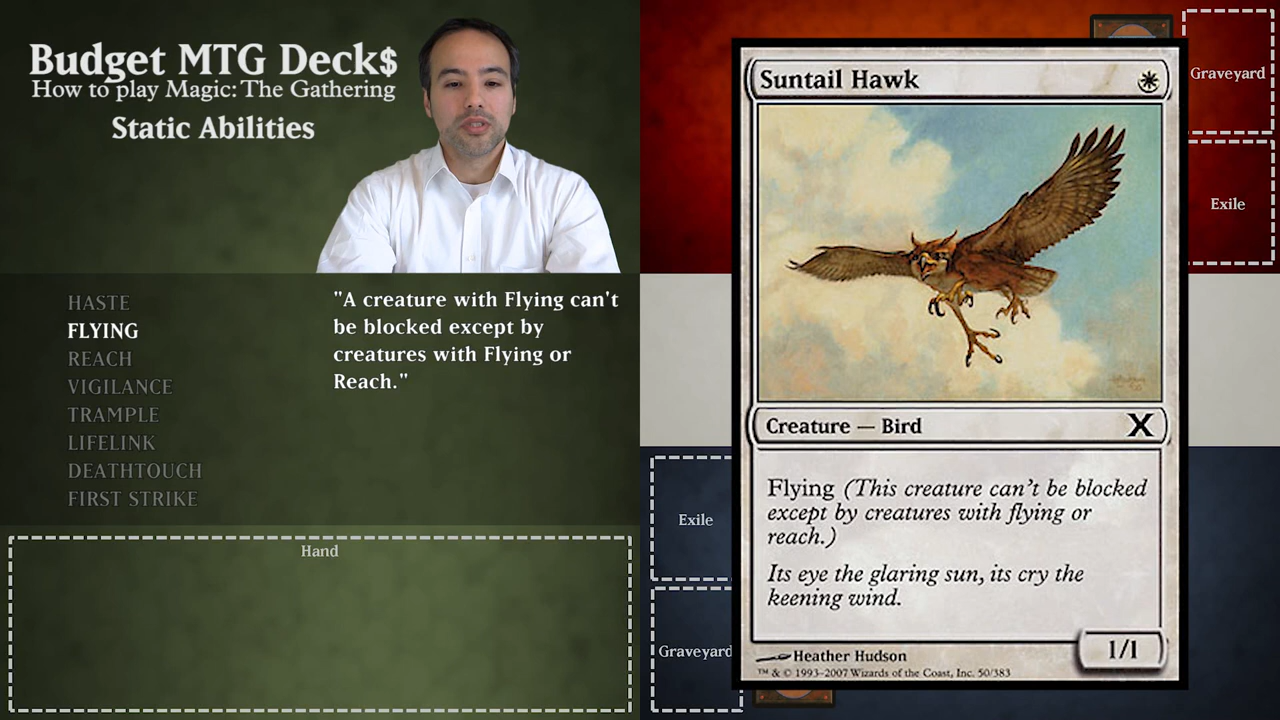 Budget MTG Deck$
How to play Magic: The Gathering
Static Abilities
HASTE
FLYING
REACH
VIGILANCE
TRAMPLE
LIFELINK
DEATHTOUCH
FIRST STRIKE
"A creature with Flying can't
be blocked except by
creatures with Flying or
Reach."
Hand
Graveyard
Exile
Suntail Hawk
Creature — Bird
X
Flying (This creature can't be blocked
except by creatures with flying or
reach.)
Its eye the glaring sun, its cry the
keening wind.
1/1
Heather Hudson
™ & © 1993–2007 Wizards of the Coast, Inc. 50/383
Exile
Graveyard